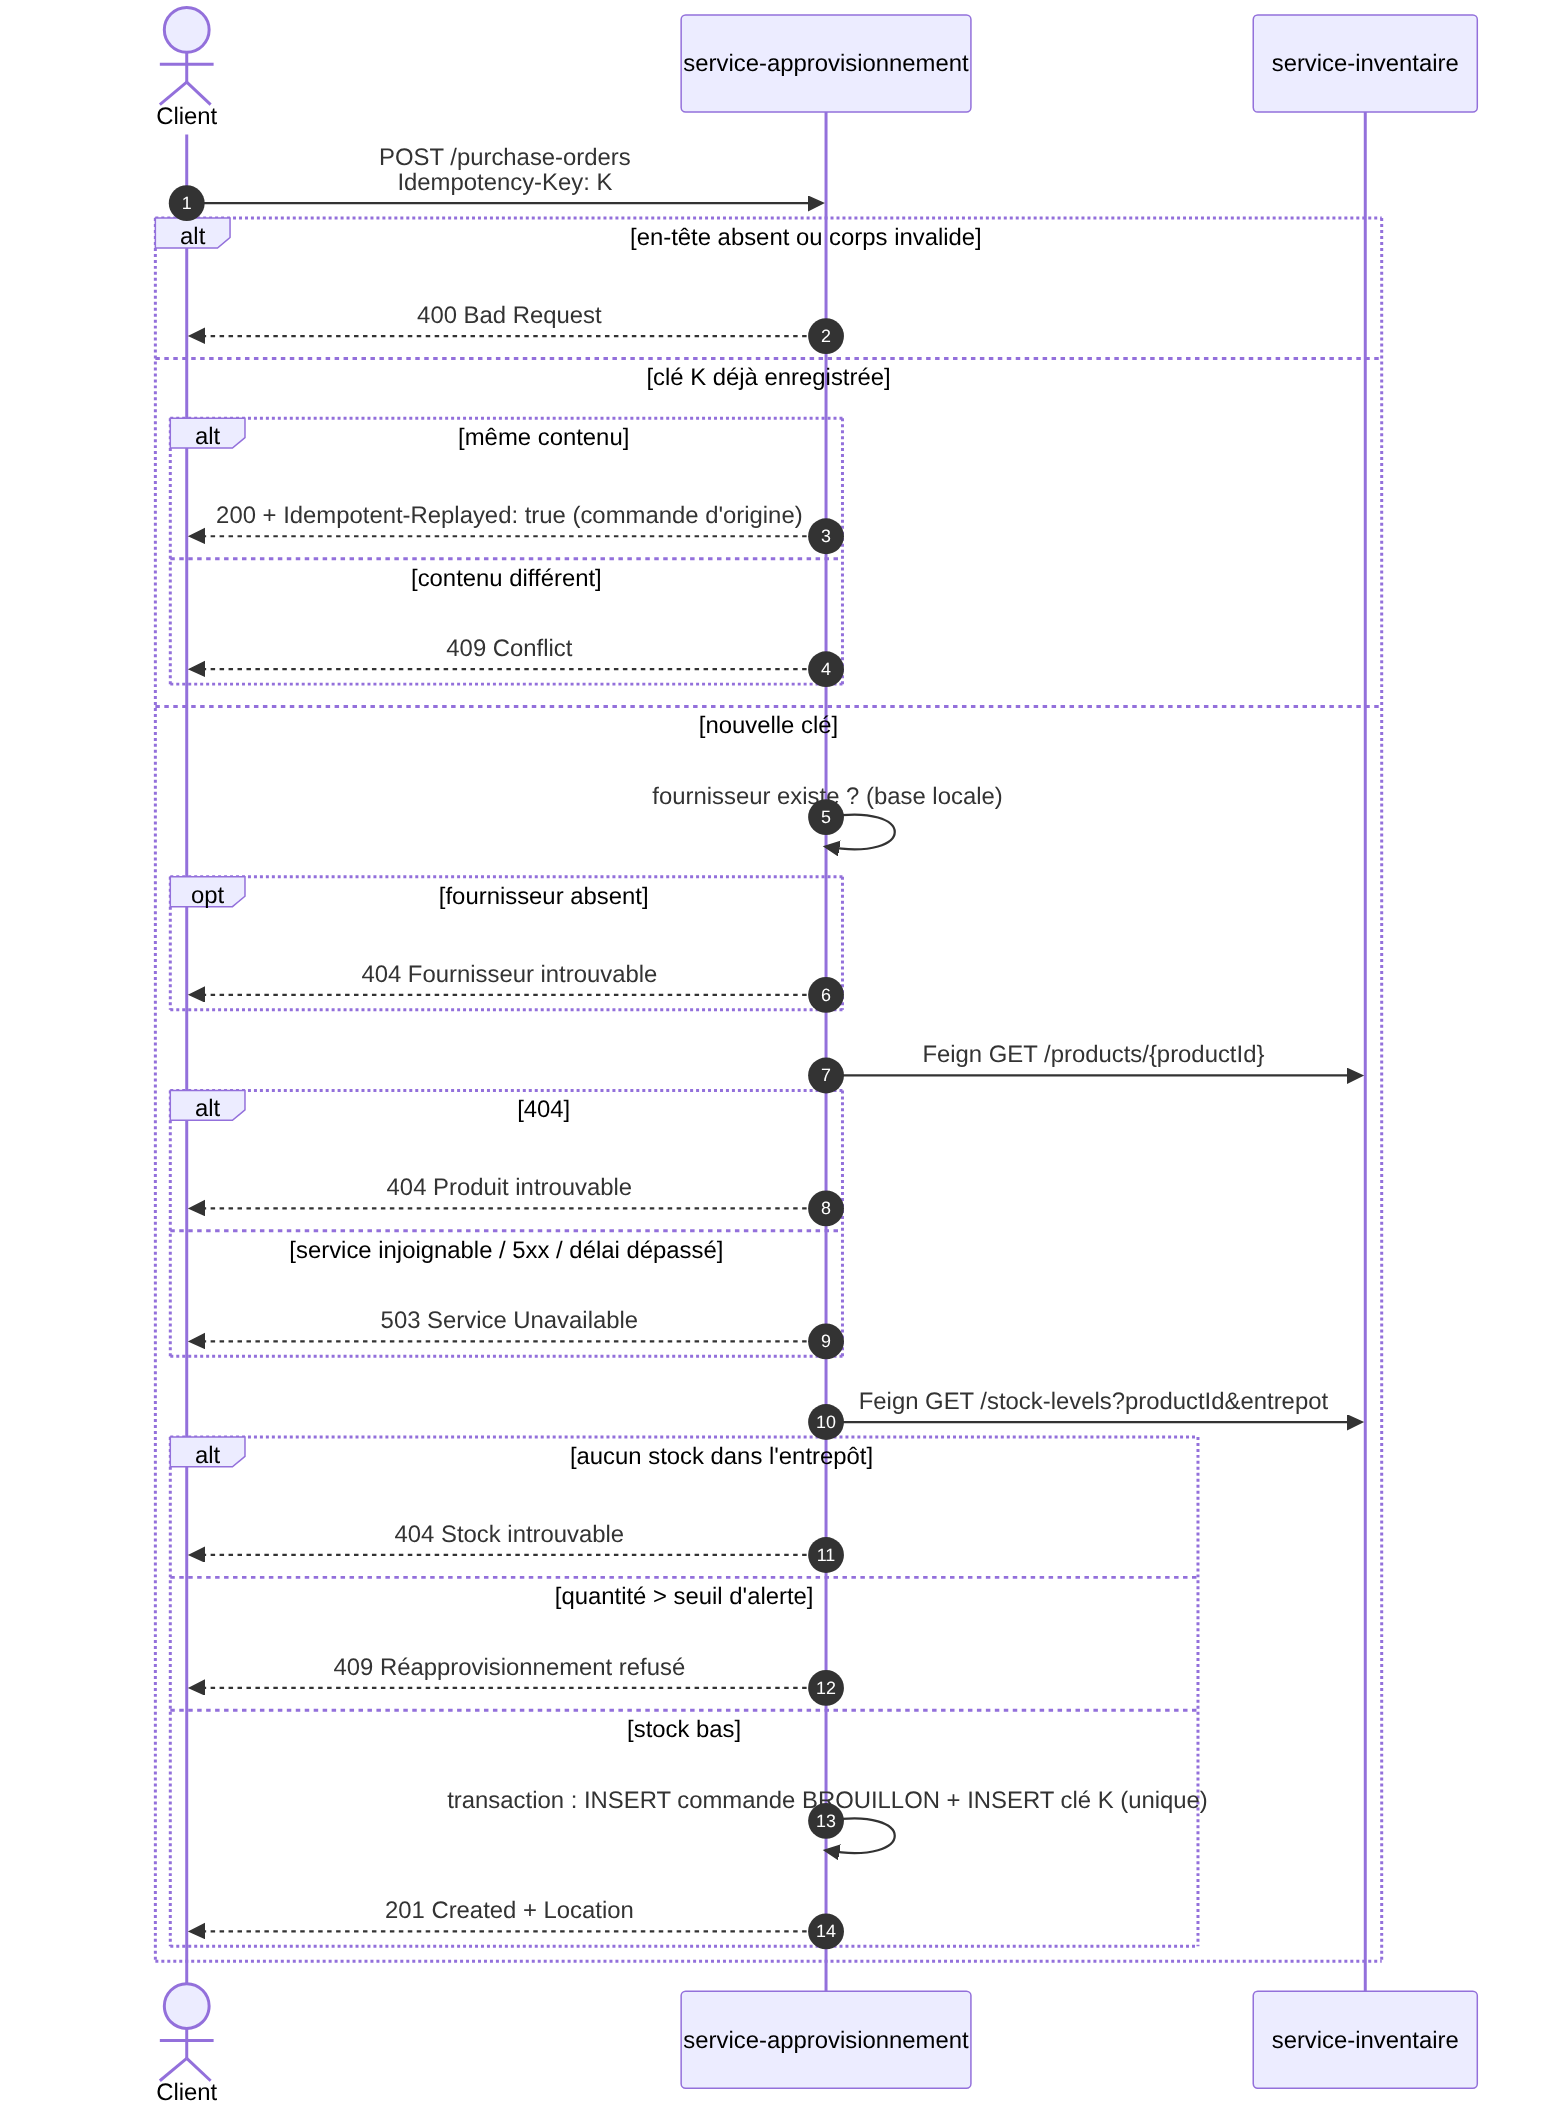 Client
service-approvisionnement
service-inventaire
POST /purchase-orders
Idempotency-Key: K
1
alt
[en-tête absent ou corps invalide]
400 Bad Request
2
[clé K déjà enregistrée]
alt
[même contenu]
200 + Idempotent-Replayed: true (commande d'origine)
3
[contenu différent]
409 Conflict
4
[nouvelle clé]
fournisseur existe ? (base locale)
5
opt
[fournisseur absent]
404 Fournisseur introuvable
6
Feign GET /products/{productId}
7
alt
[404]
404 Produit introuvable
8
[service injoignable / 5xx / délai dépassé]
503 Service Unavailable
9
Feign GET /stock-levels?productId&entrepot
10
alt
[aucun stock dans l'entrepôt]
404 Stock introuvable
11
[quantité > seuil d'alerte]
409 Réapprovisionnement refusé
12
[stock bas]
transaction : INSERT commande BROUILLON + INSERT clé K (unique)
13
201 Created + Location
14
Client
service-approvisionnement
service-inventaire